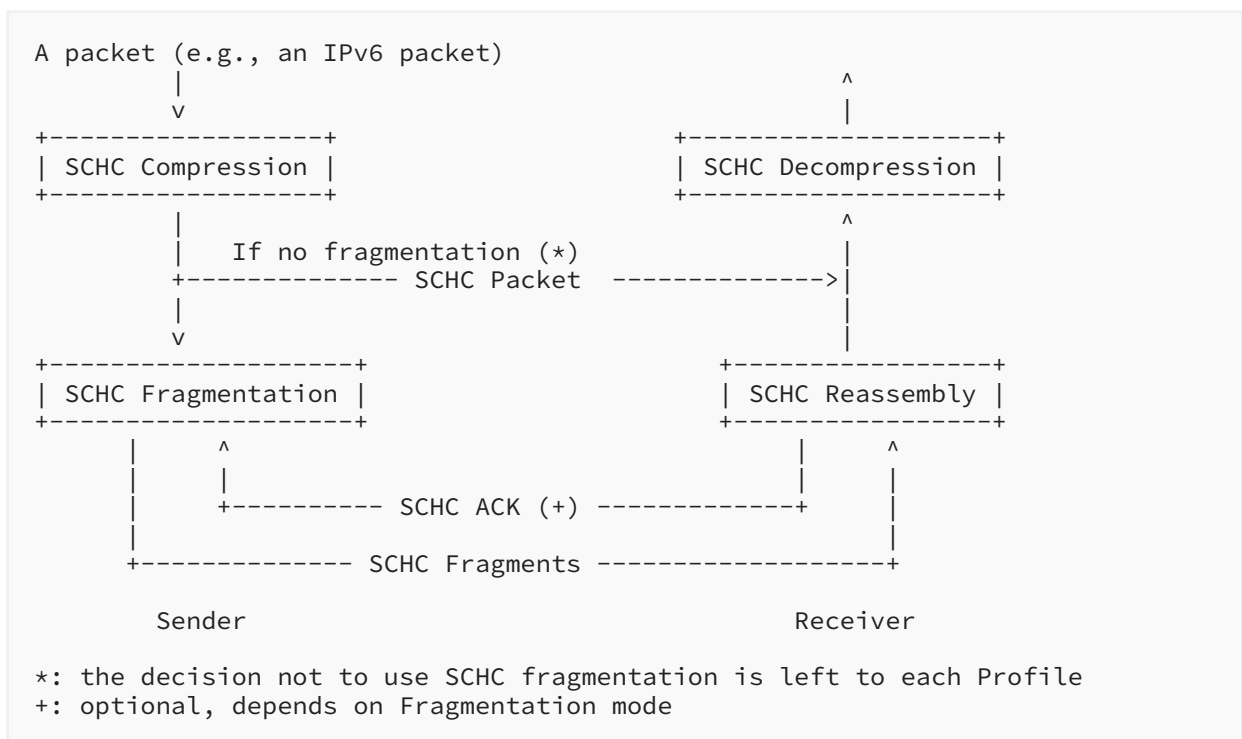 A packet (e.g., an IPv6 packet)
         |                                           ^
         v                                           |
+------------------+                      +--------------------+
| SCHC Compression |                      | SCHC Decompression |
+------------------+                      +--------------------+
         |                                           ^
         |   If no fragmentation (*)                 |
         +-------------- SCHC Packet  -------------->|
         |                                           |
         v                                           |
+--------------------+                       +-----------------+
| SCHC Fragmentation |                       | SCHC Reassembly |
+--------------------+                       +-----------------+
      |     ^                                     |     ^
      |     |                                     |     |
      |     +---------- SCHC ACK (+) -------------+     |
      |                                                 |
      +-------------- SCHC Fragments -------------------+

        Sender                                    Receiver

*: the decision not to use SCHC fragmentation is left to each Profile
+: optional, depends on Fragmentation mode